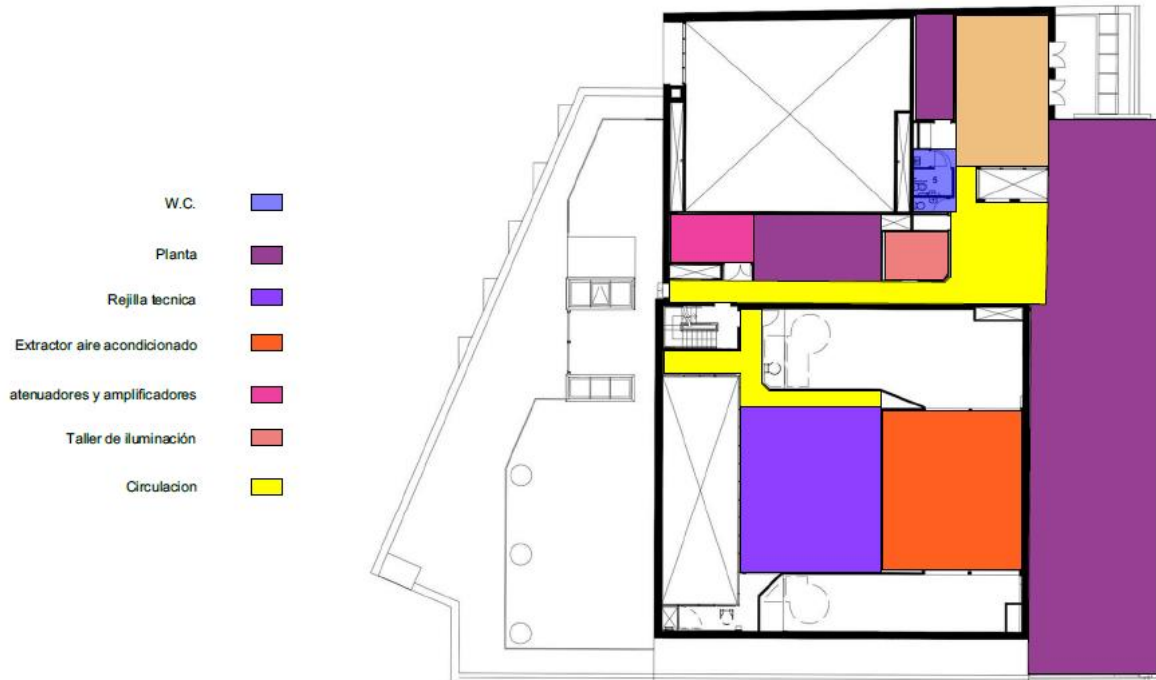 W.C.
Planta
Rejilla tecnica
Extractor aire acondicionado
atenuadores y amplificadores
Taller de iluminación
Circulacion